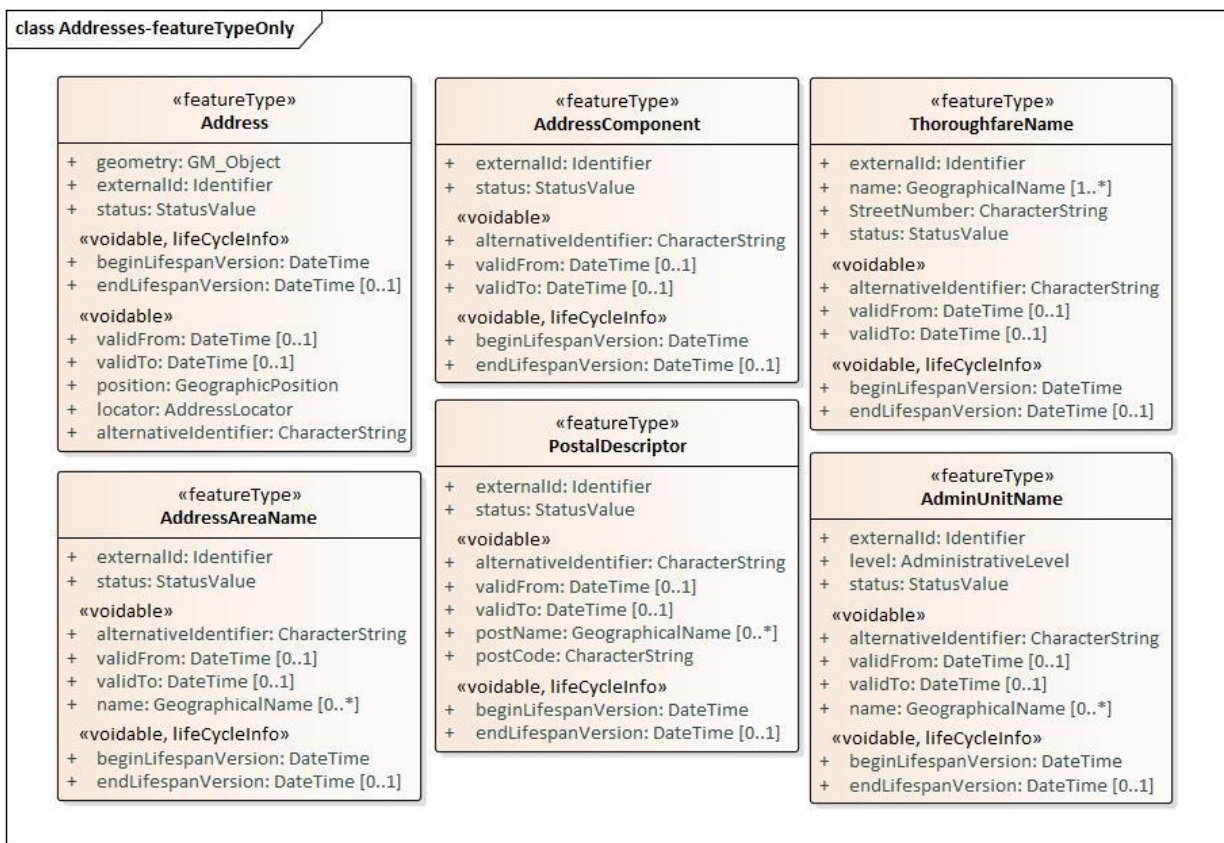 class Addresses-featureTypeOnly
«featureType»
Address
+ geometry: GM_Object
+ externalId: Identifier
+ status: StatusValue
«voidable, lifeCycleInfo»
+ beginLifespanVersion: DateTime
+ endLifespanVersion: DateTime [0..1]
«voidable»
+ validFrom: DateTime [0..1]
+ validTo: DateTime [0..1]
+ position: GeographicPosition
+ locator: AddressLocator
+ alternativeIdentifier: CharacterString
«featureType»
AddressComponent
+ externalId: Identifier
+ status: StatusValue
«voidable»
+ alternativeIdentifier: CharacterString
+ validFrom: DateTime [0..1]
+ validTo: DateTime [0..1]
«voidable, lifeCycleInfo»
+ beginLifespanVersion: DateTime
+ endLifespanVersion: DateTime [0..1]
«featureType»
ThoroughfareName
+ externalId: Identifier
+ name: GeographicalName [1..*]
+ StreetNumber: CharacterString
+ status: StatusValue
«voidable»
+ alternativeIdentifier: CharacterString
+ validFrom: DateTime [0..1]
+ validTo: DateTime [0..1]
«voidable, lifeCycleInfo»
+ beginLifespanVersion: DateTime
+ endLifespanVersion: DateTime [0..1]
«featureType»
AddressAreaName
+ externalId: Identifier
+ status: StatusValue
«voidable»
+ alternativeIdentifier: CharacterString
+ validFrom: DateTime [0..1]
+ validTo: DateTime [0..1]
+ name: GeographicalName [0..*]
«voidable, lifeCycleInfo»
+ beginLifespanVersion: DateTime
+ endLifespanVersion: DateTime [0..1]
«featureType»
PostalDescriptor
+ externalId: Identifier
+ status: StatusValue
«voidable»
+ alternativeIdentifier: CharacterString
+ validFrom: DateTime [0..1]
+ validTo: DateTime [0..1]
+ postName: GeographicalName [0..*]
+ postCode: CharacterString
«voidable, lifeCycleInfo»
+ beginLifespanVersion: DateTime
+ endLifespanVersion: DateTime [0..1]
«featureType»
AdminUnitName
+ externalId: Identifier
+ level: AdministrativeLevel
+ status: StatusValue
«voidable»
+ alternativeIdentifier: CharacterString
+ validFrom: DateTime [0..1]
+ validTo: DateTime [0..1]
+ name: GeographicalName [0..*]
«voidable, lifeCycleInfo»
+ beginLifespanVersion: DateTime
+ endLifespanVersion: DateTime [0..1]